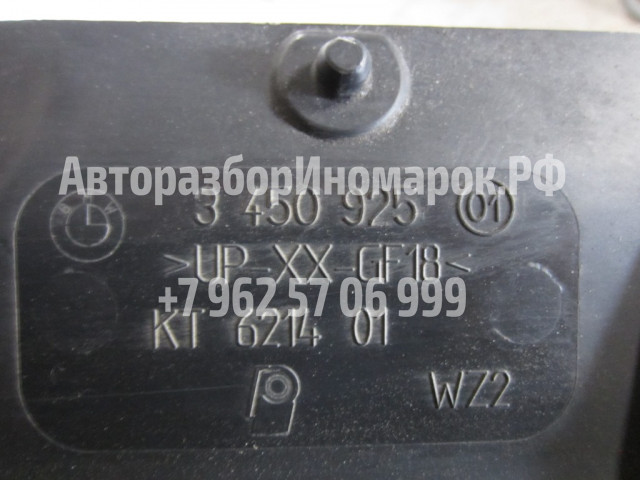 АвторазборИномарок.РФ
3 450 925 01
>UP-XX-GF18<
+7 962 57 06 999
KT 6214 01
WZ2